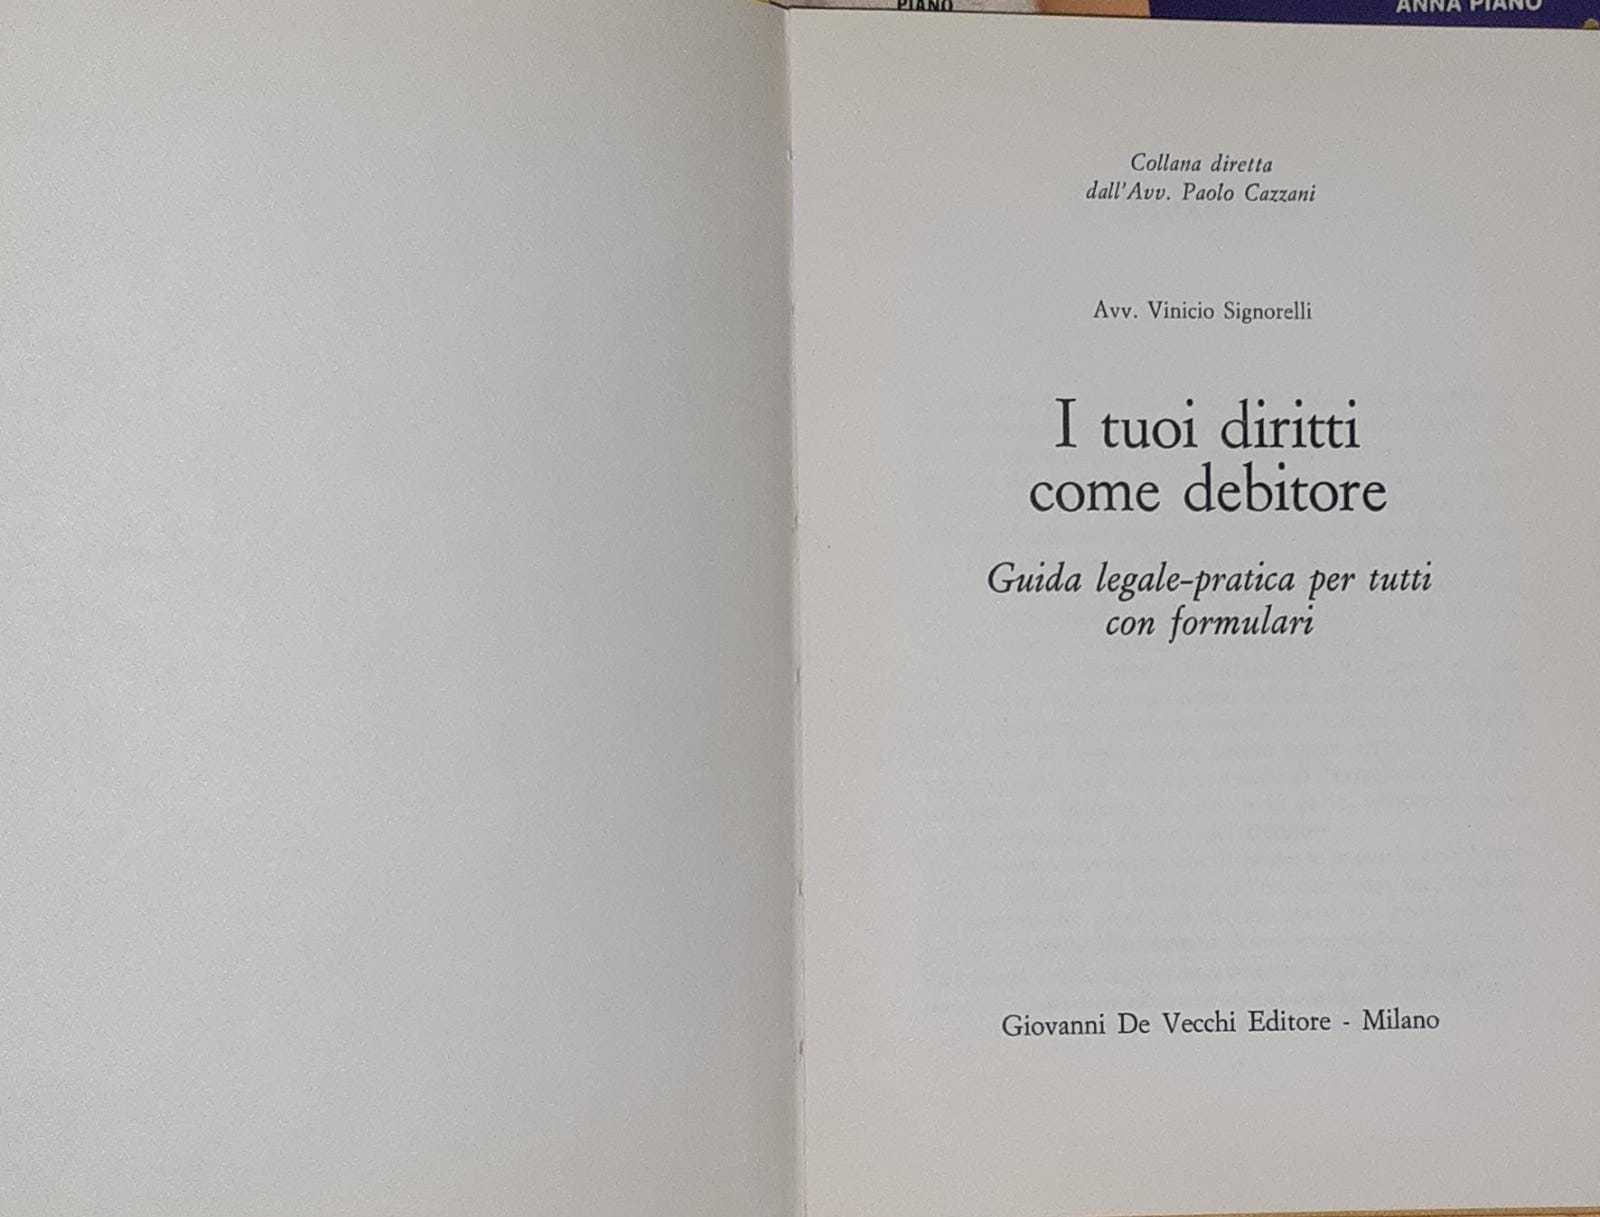 PIANO
ANNA PIANO
Collana diretta
dall'Avv. Paolo Cazzani
Avv. Vinicio Signorelli
I tuoi diritti
come debitore
Guida legale-pratica per tutti
con formulari
Giovanni De Vecchi Editore - Milano